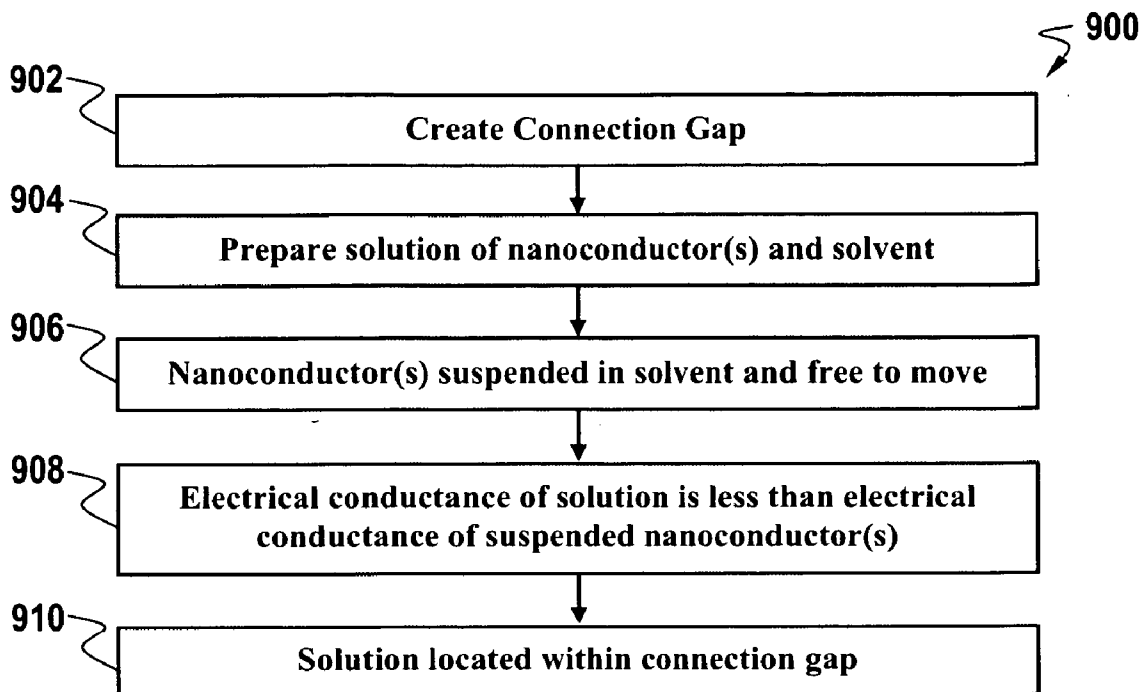 900
902
Create Connection Gap
904
Prepare solution of nanoconductor(s) and solvent
906
Nanoconductor(s) suspended in solvent and free to move
908
Electrical conductance of solution is less than electrical
conductance of suspended nanoconductor(s)
910
Solution located within connection gap